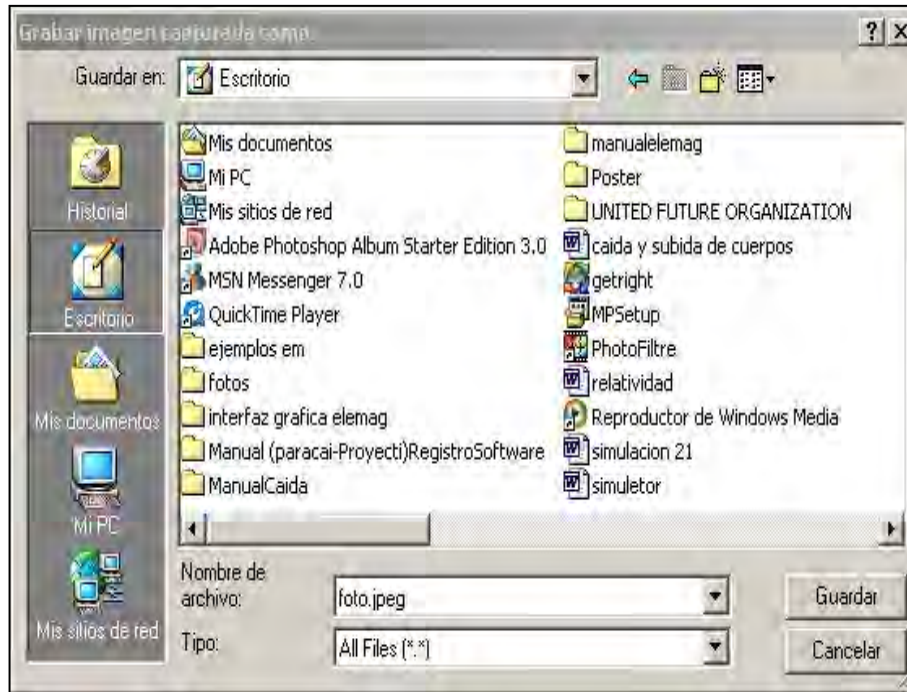 Grabar imagen capturada como
Guardar en: Escritorio
Historial
Escritorio
Mis documentos
Mi PC
Mis sitios de red
Mis documentos
Mi PC
Mis sitios de red
Adobe Photoshop Album Starter Edition 3.0
MSN Messenger 7.0
QuickTime Player
ejemplos em
fotos
interfaz grafica elemag
Manual (paracai-Proyecti)RegistroSoftware
ManualCaida
manualelemag
Poster
UNITED FUTURE ORGANIZATION
caida y subida de cuerpos
getright
MPSetup
PhotoFiltre
relatividad
Reproductor de Windows Media
simulacion 21
simuletor
Nombre de
archivo: foto.jpeg
Guardar
Tipo: All Files (*.*)
Cancelar